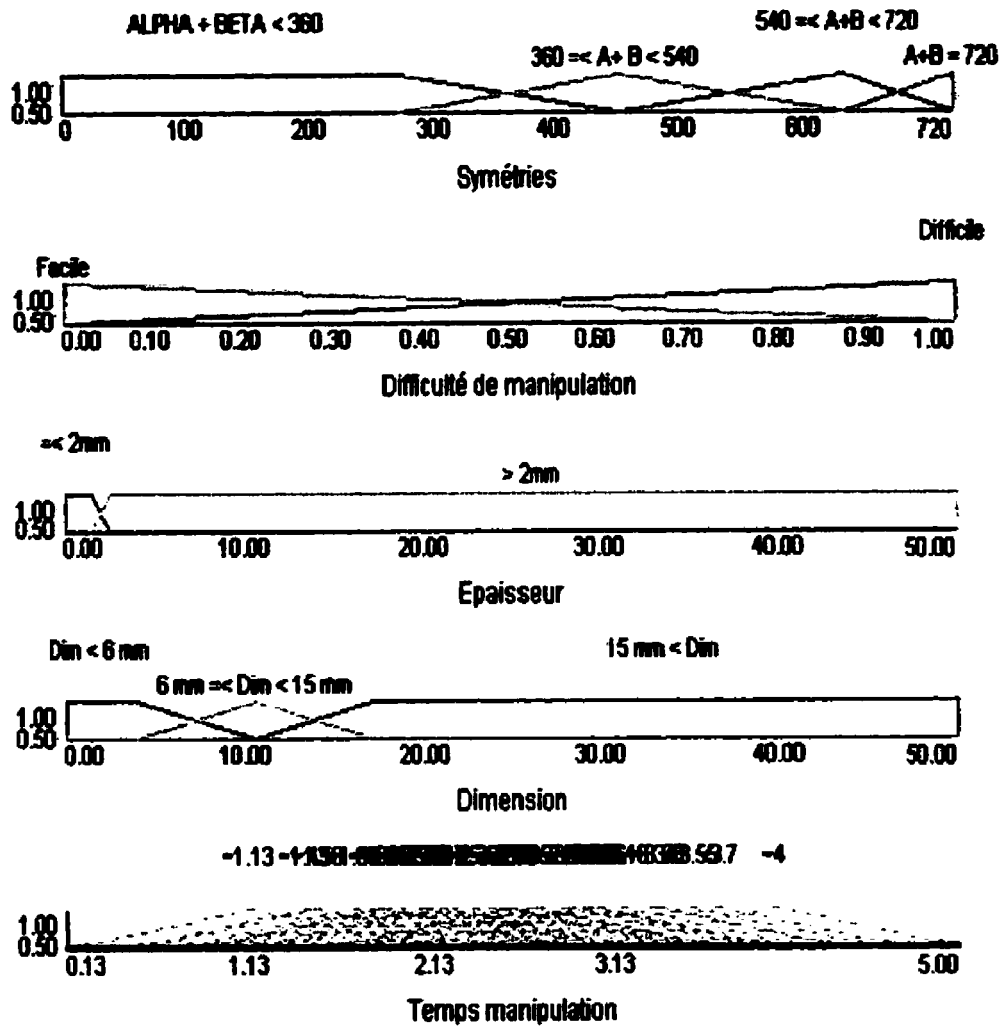 ALPHA + BETA < 360
540 =< A+B < 720
360 =< A+ B < 540
A+B = 720
1.00
0.50
0 100 200 300 400 500 600 720
Symétries
Difficile
Facile
1.00
0.50
0.00 0.10 0.20 0.30 0.40 0.50 0.60 0.70 0.80 0.90 1.00
Difficulté de manipulation
=< 2mm
> 2mm
1.00
0.50
0.00 10.00 20.00 30.00 40.00 50.00
Epaisseur
Dim < 6 mm
15 mm < Dim
6 mm =< Dim < 15 mm
1.00
0.50
0.00 10.00 20.00 30.00 40.00 50.00
Dimension
~1.13 ~4
1.00
0.50
0.13 1.13 2.13 3.13 5.00
Temps manipulation